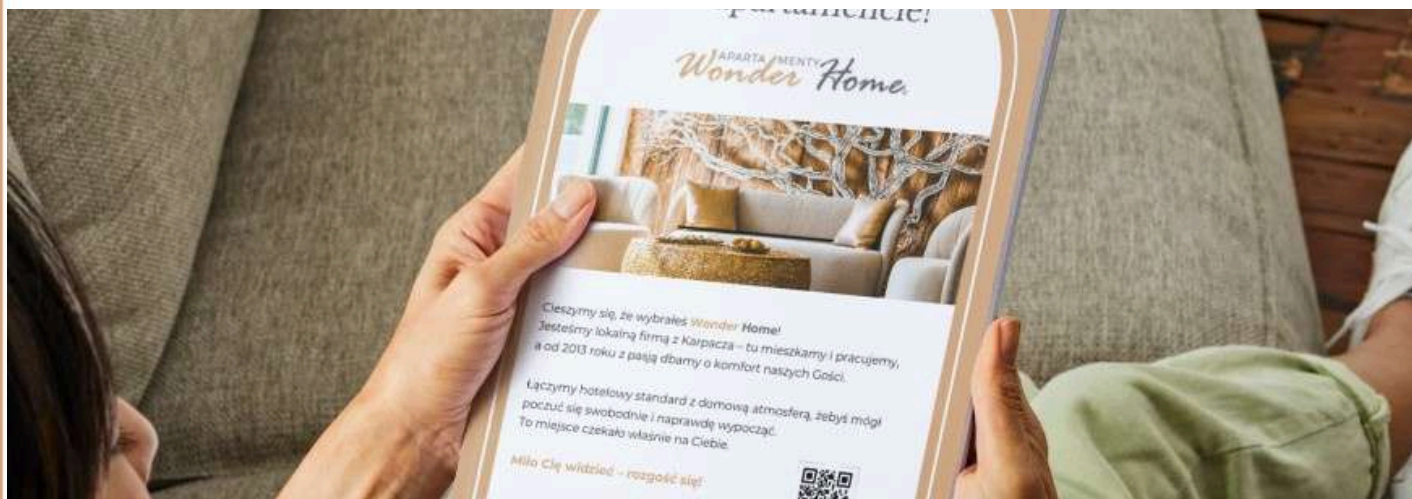 apartamencie!
APARTAMENTY
Wonder Home
Cieszymy się, że wybrałeś Wonder Home!
Jesteśmy lokalną firmą z Karpacza – tu mieszkamy i pracujemy,
a od 2013 roku z pasją dbamy o komfort naszych Gości.
Łączymy hotelowy standard z domową atmosferą, żebyś mógł
poczuć się swobodnie i naprawdę wypocząć.
To miejsce czekało właśnie na Ciebie.
Miło Cię widzieć – rozgość się!